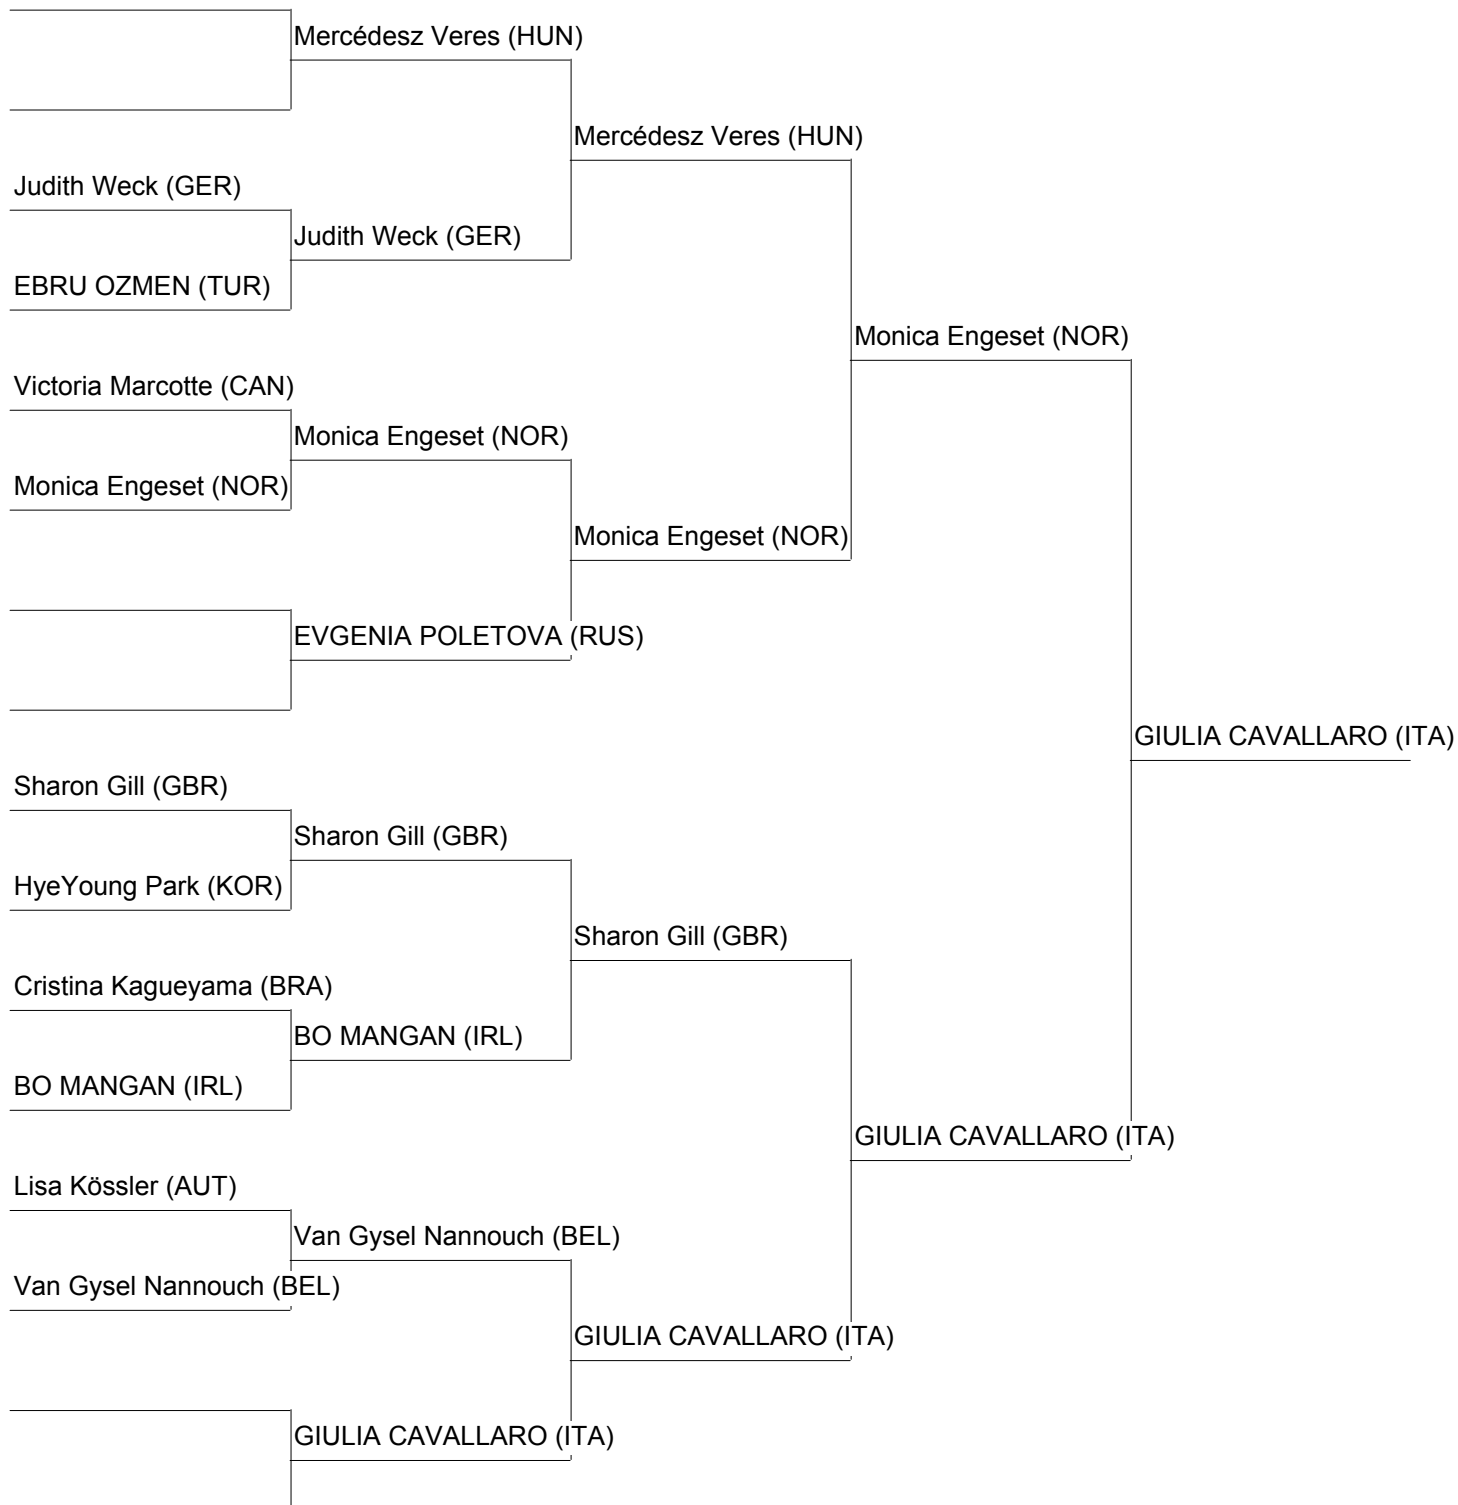 Mercédesz Veres (HUN)
Mercédesz Veres (HUN)
Judith Weck (GER)
Judith Weck (GER)
EBRU OZMEN (TUR)
Monica Engeset (NOR)
Victoria Marcotte (CAN)
Monica Engeset (NOR)
Monica Engeset (NOR)
Monica Engeset (NOR)
EVGENIA POLETOVA (RUS)
GIULIA CAVALLARO (ITA)
Sharon Gill (GBR)
Sharon Gill (GBR)
HyeYoung Park (KOR)
Sharon Gill (GBR)
Cristina Kagueyama (BRA)
BO MANGAN (IRL)
BO MANGAN (IRL)
GIULIA CAVALLARO (ITA)
Lisa Kössler (AUT)
Van Gysel Nannouch (BEL)
Van Gysel Nannouch (BEL)
GIULIA CAVALLARO (ITA)
GIULIA CAVALLARO (ITA)